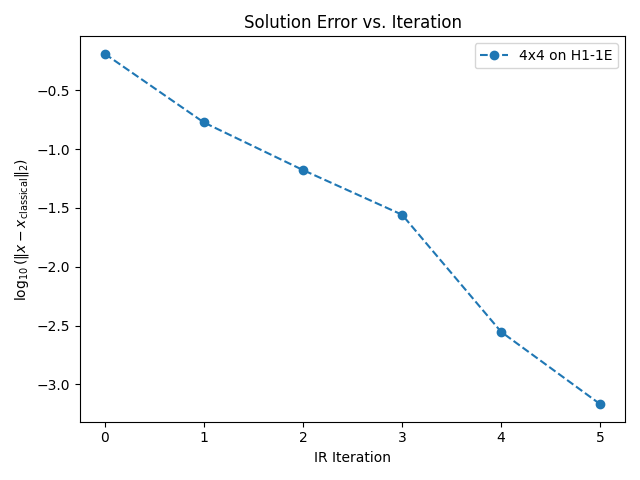 Solution Error vs. Iteration
4x4 on H1-1E
log₁₀ (‖x − x_classical‖₂)
−0.5
−1.0
−1.5
−2.0
−2.5
−3.0
0 1 2 3 4 5
IR Iteration